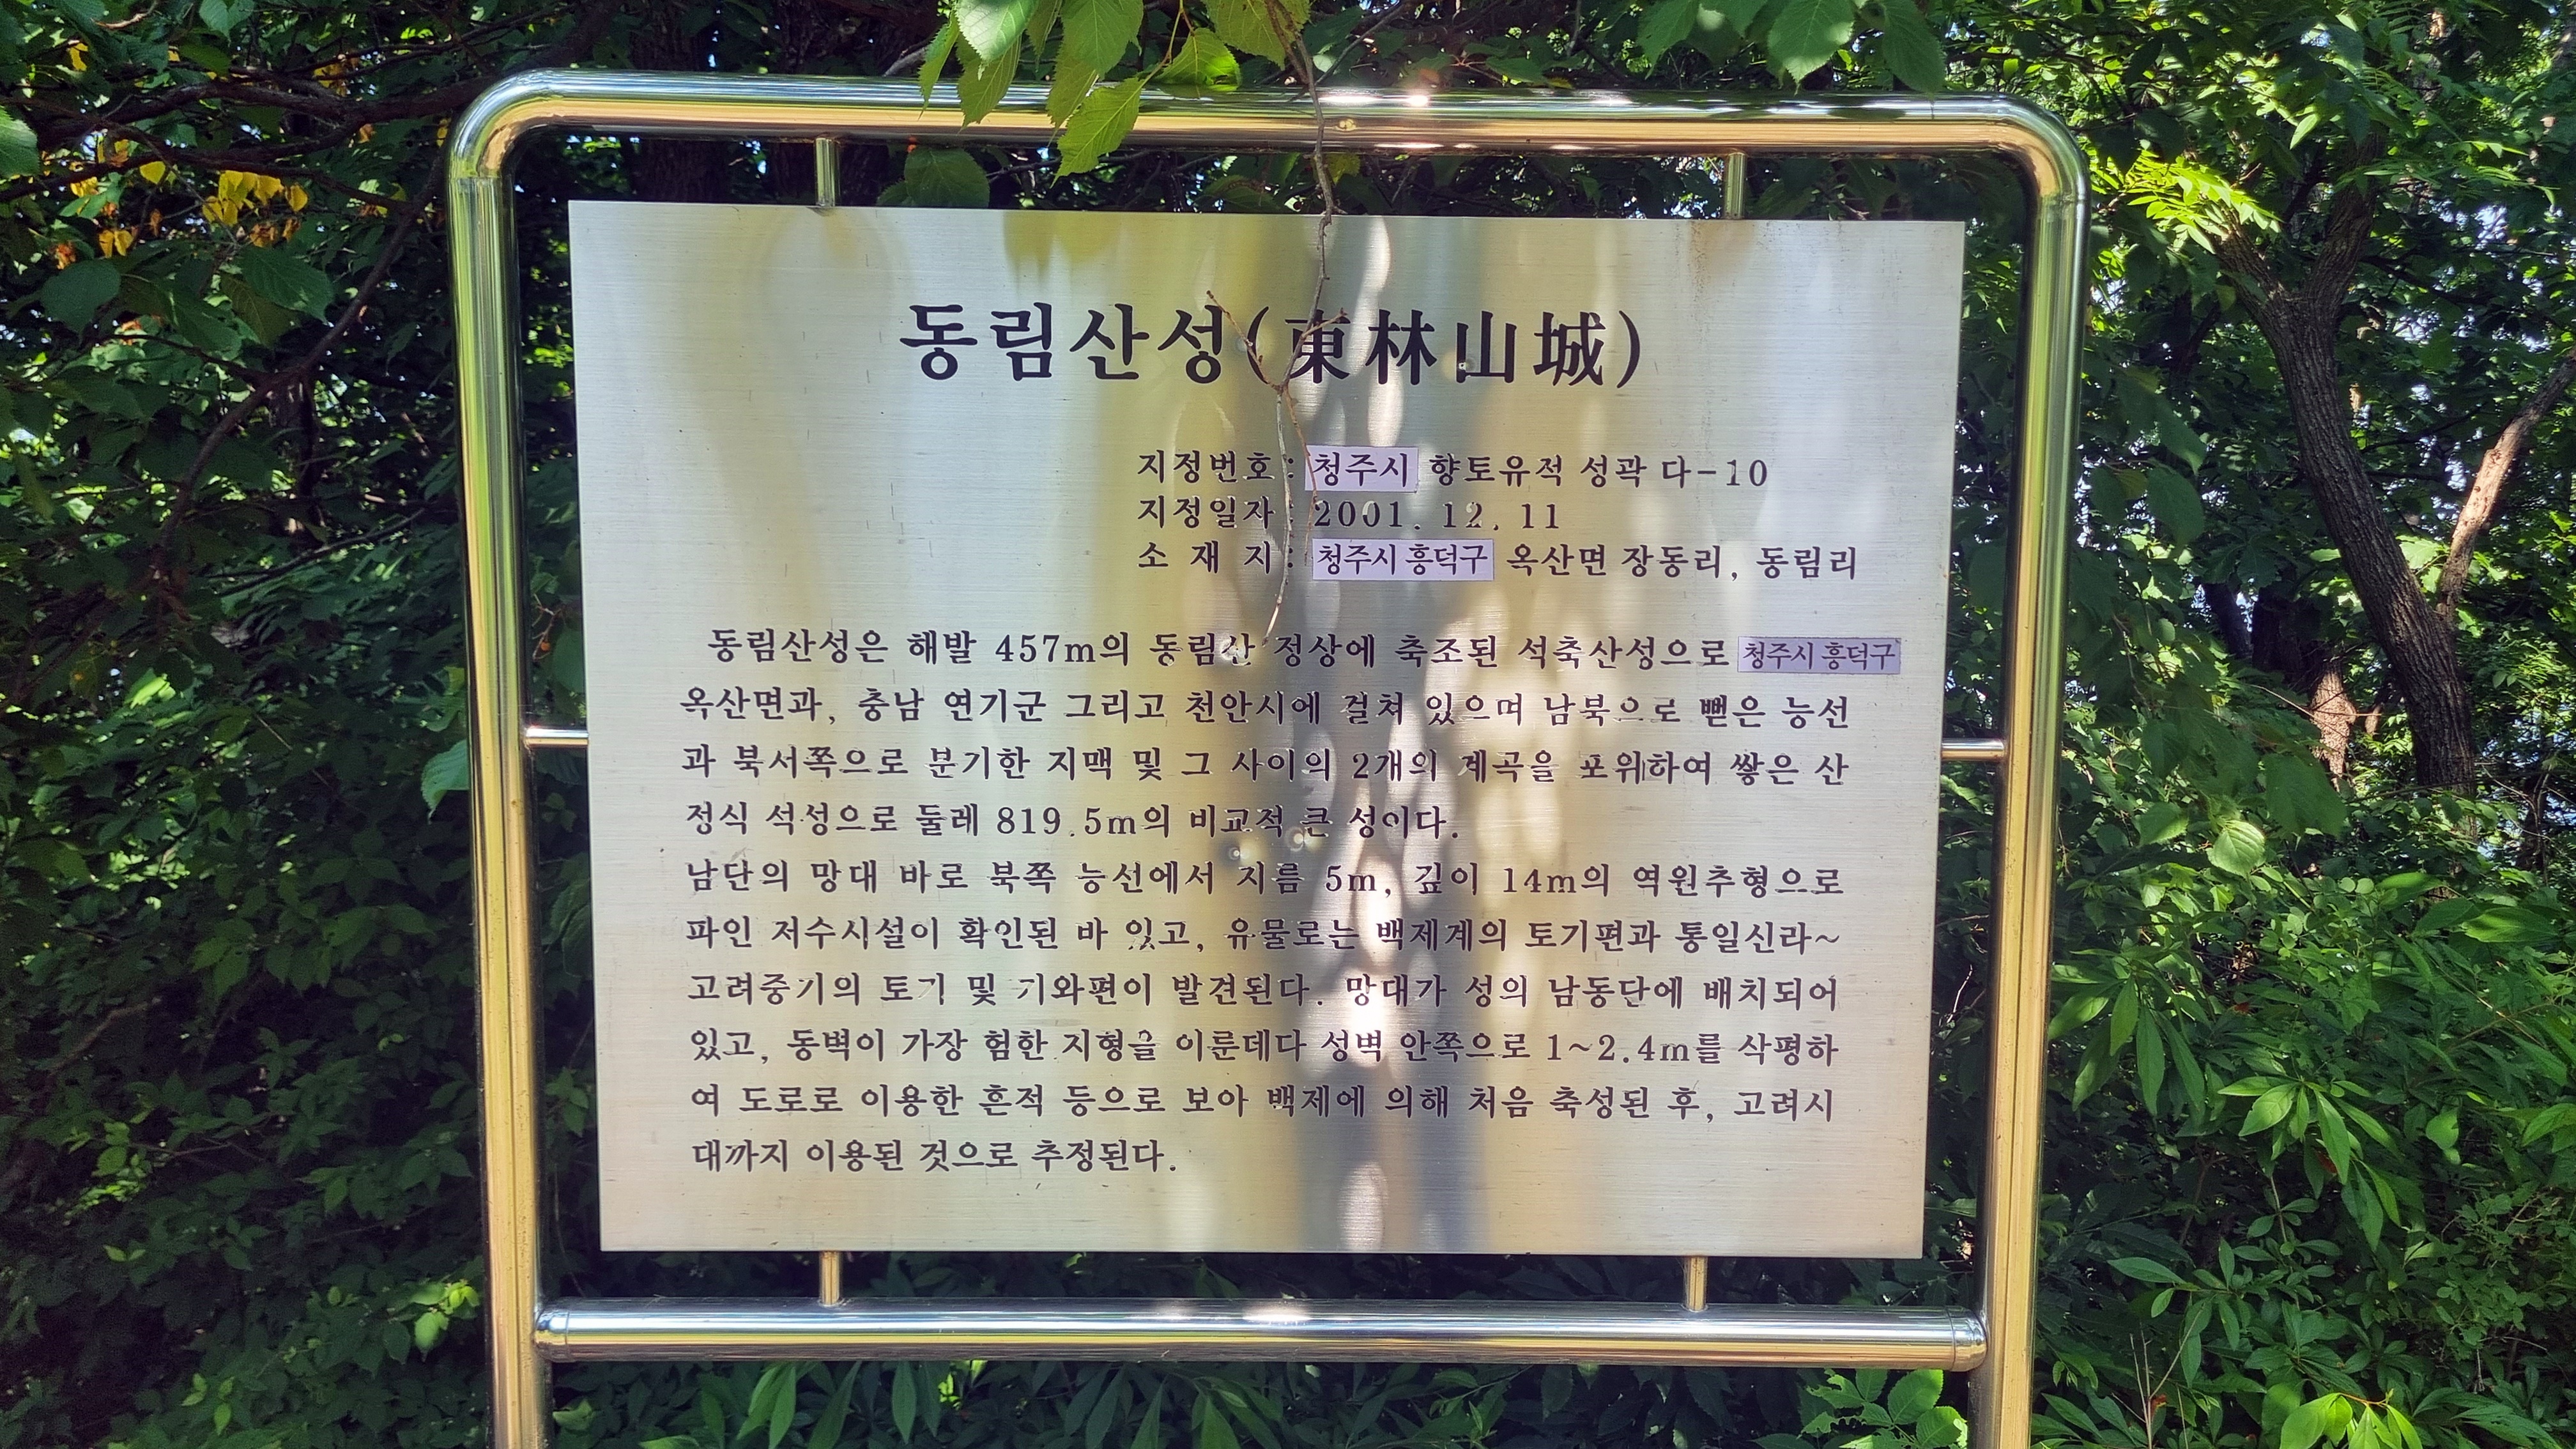 동림산성(東林山城)
지정번호 : 청주시 향토유적 성곽 다-10
지정일자 : 2001. 12. 11
소 재 지 : 청주시 흥덕구 옥산면 장동리, 동림리
동림산성은 해발 457m의 동림산 정상에 축조된 석축산성으로 청주시 흥덕구
옥산면과, 충남 연기군 그리고 천안시에 걸쳐 있으며 남북으로 뻗은 능선
과 북서쪽으로 분기한 지맥 및 그 사이의 2개의 계곡을 포위하여 쌓은 산
정식 석성으로 둘레 819.5m의 비교적 큰 성이다.
남단의 망대 바로 북쪽 능선에서 지름 5m, 깊이 14m의 역원추형으로
파인 저수시설이 확인된 바 있고, 유물로는 백제계의 토기편과 통일신라~
고려중기의 토기 및 기와편이 발견된다. 망대가 성의 남동단에 배치되어
있고, 동벽이 가장 험한 지형을 이룬데다 성벽 안쪽으로 1~2.4m를 삭평하
여 도로로 이용한 흔적 등으로 보아 백제에 의해 처음 축성된 후, 고려시
대까지 이용된 것으로 추정된다.